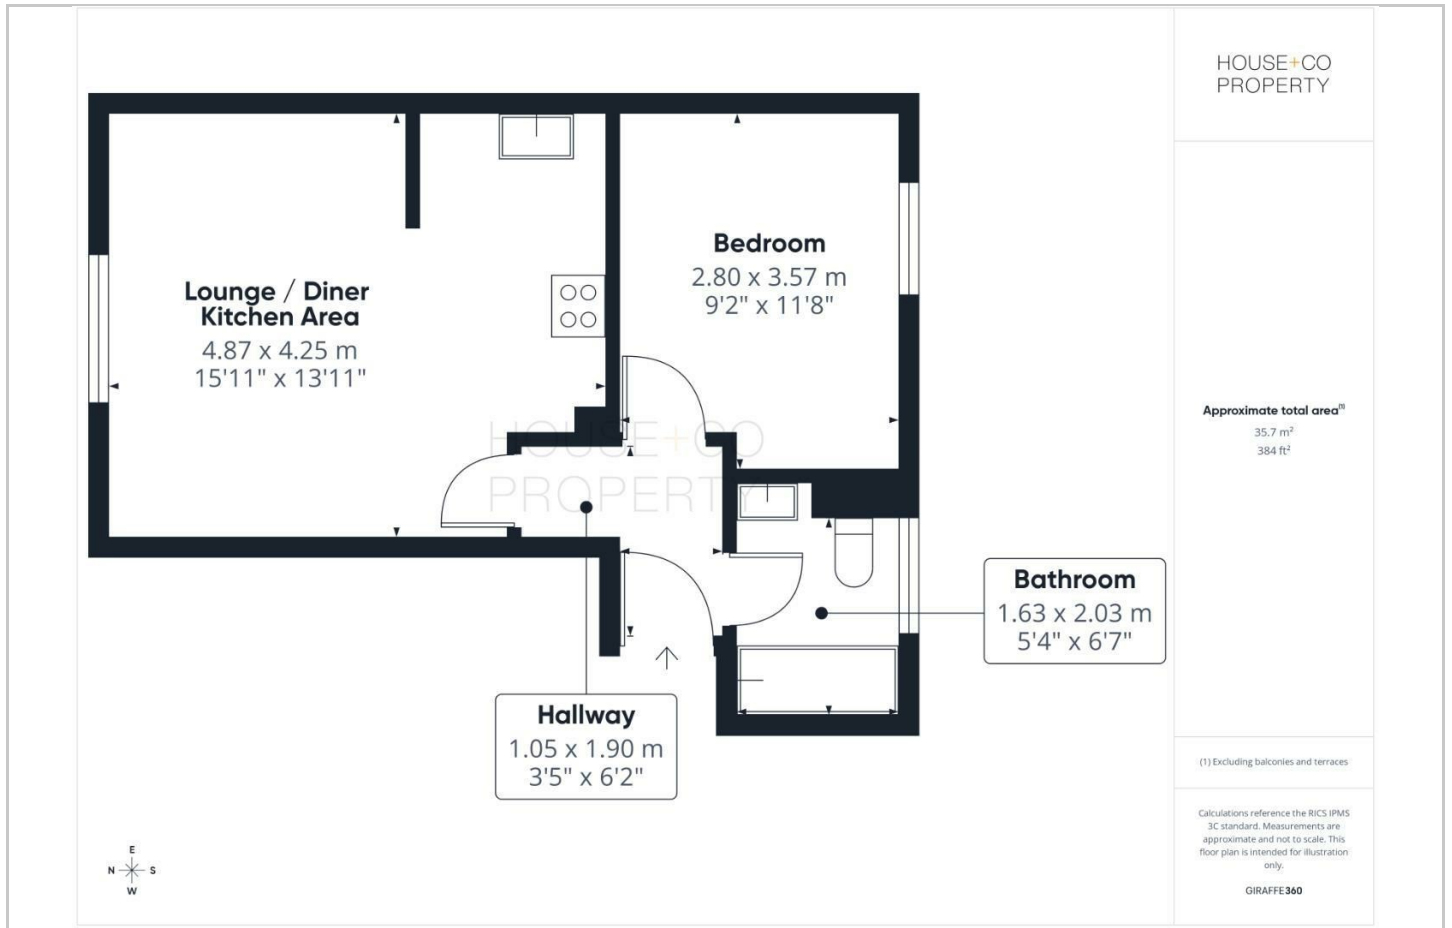 HOUSE+CO
PROPERTY
Lounge / Diner
Kitchen Area
4.87 x 4.25 m
15'11" x 13'11"
Bedroom
2.80 x 3.57 m
9'2" x 11'8"
HOUSE+CO
PROPERTY
Bathroom
1.63 x 2.03 m
5'4" x 6'7"
Hallway
1.05 x 1.90 m
3'5" x 6'2"
E
N S
W
Approximate total area(1)
35.7 m²
384 ft²
(1) Excluding balconies and terraces
Calculations reference the RICS IPMS
3C standard. Measurements are
approximate and not to scale. This
floor plan is intended for illustration
only.
GIRAFFE360